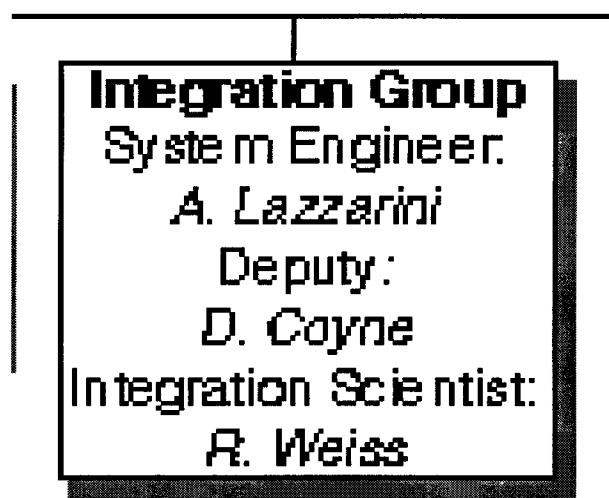 Integration Group
System Engineer:
A. Lazzarini
Deputy:
D. Coyne
Integration Scientist:
R. Weiss